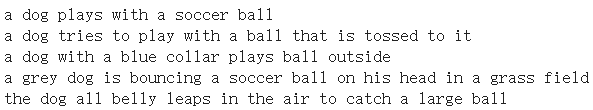 a dog plays with a soccer ball
a dog tries to play with a ball that is tossed to it
a dog with a blue collar plays ball outside
a grey dog is bouncing a soccer ball on his head in a grass field
the dog all belly leaps in the air to catch a large ball